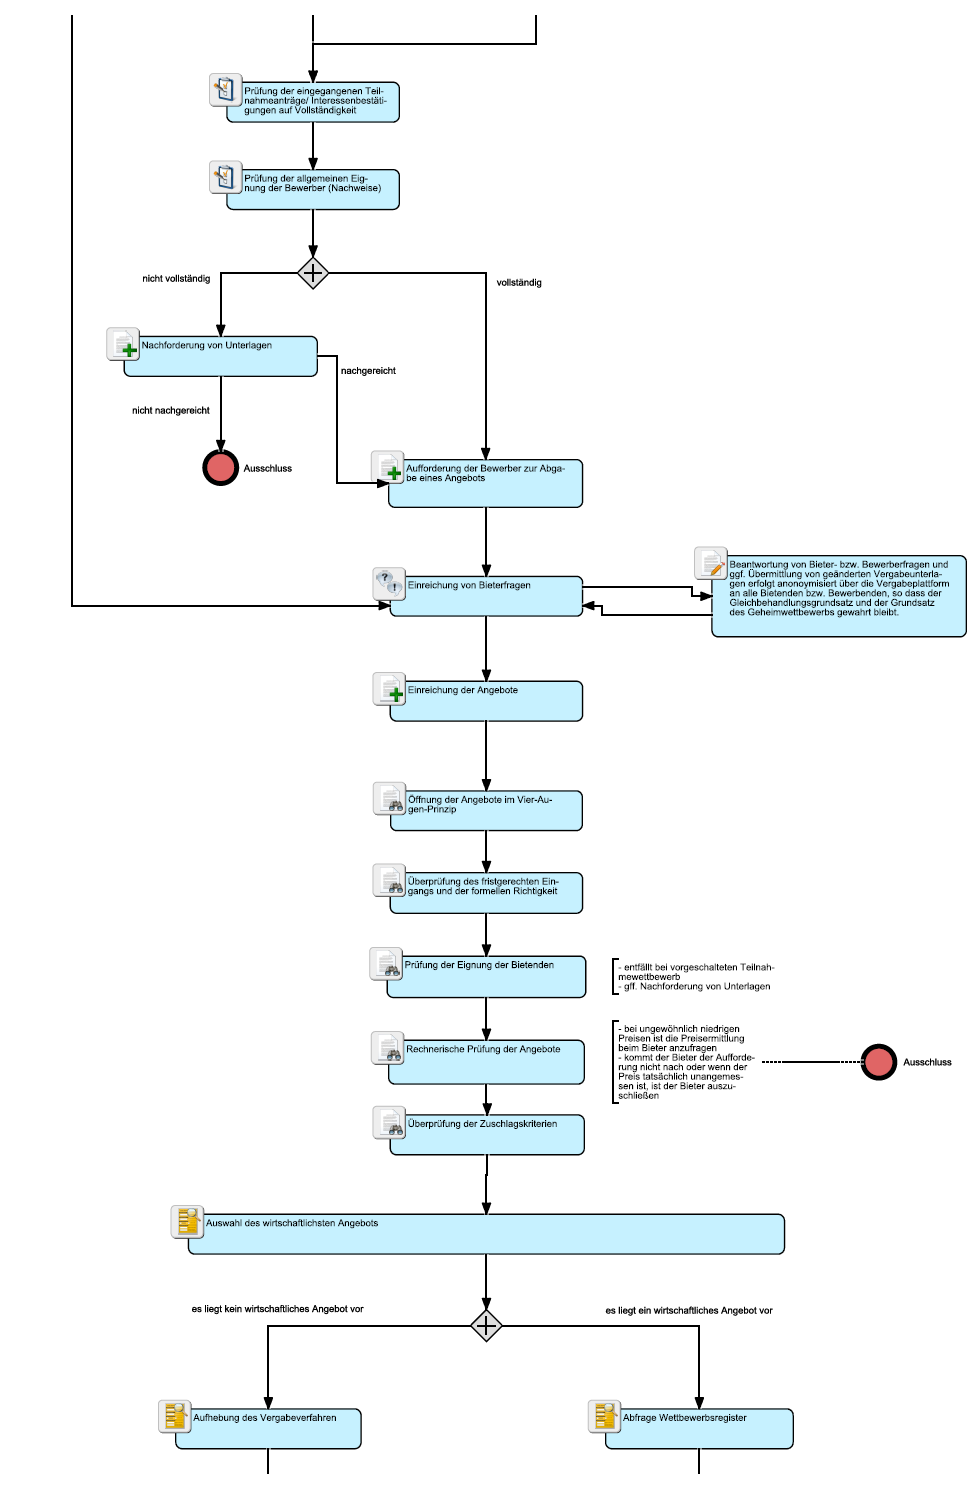 Prüfung der eingegangenen Teil-
nahmeanträge/ Interessenbestäti-
gungen auf Vollständigkeit
Prüfung der allgemeinen Eig-
nung der Bewerber (Nachweise)
nicht vollständig
vollständig
Nachforderung von Unterlagen
nachgereicht
nicht nachgereicht
Ausschluss
Aufforderung der Bewerber zur Abga-
be eines Angebots
Einreichung von Bieterfragen
Beantwortung von Bieter- bzw. Bewerberfragen und
ggf. Übermittlung von geänderten Vergabeunterla-
gen erfolgt anonoymisiert über die Vergabeplattform
an alle Bietenden bzw. Bewerbenden, so dass der
Gleichbehandlungsgrundsatz und der Grundsatz
des Geheimwettbewerbs gewahrt bleibt.
Einreichung der Angebote
Öffnung der Angebote im Vier-Au-
gen-Prinzip
Überprüfung des fristgerechten Ein-
gangs und der formellen Richtigkeit
Prüfung der Eignung der Bietenden
- entfällt bei vorgeschalteten Teilnah-
mewettbewerb
- gff. Nachforderung von Unterlagen
Rechnerische Prüfung der Angebote
- bei ungewöhnlich niedrigen
Preisen ist die Preisermittlung
beim Bieter anzufragen
- kommt der Bieter der Aufforde-
rung nicht nach oder wenn der
Preis tatsächlich unangemes-
sen ist, ist der Bieter auszu-
schließen
Ausschluss
Überprüfung der Zuschlagskriterien
Auswahl des wirtschaftlichsten Angebots
es liegt kein wirtschaftliches Angebot vor
es liegt ein wirtschaftliches Angebot vor
Aufhebung des Vergabeverfahren
Abfrage Wettbewerbsregister